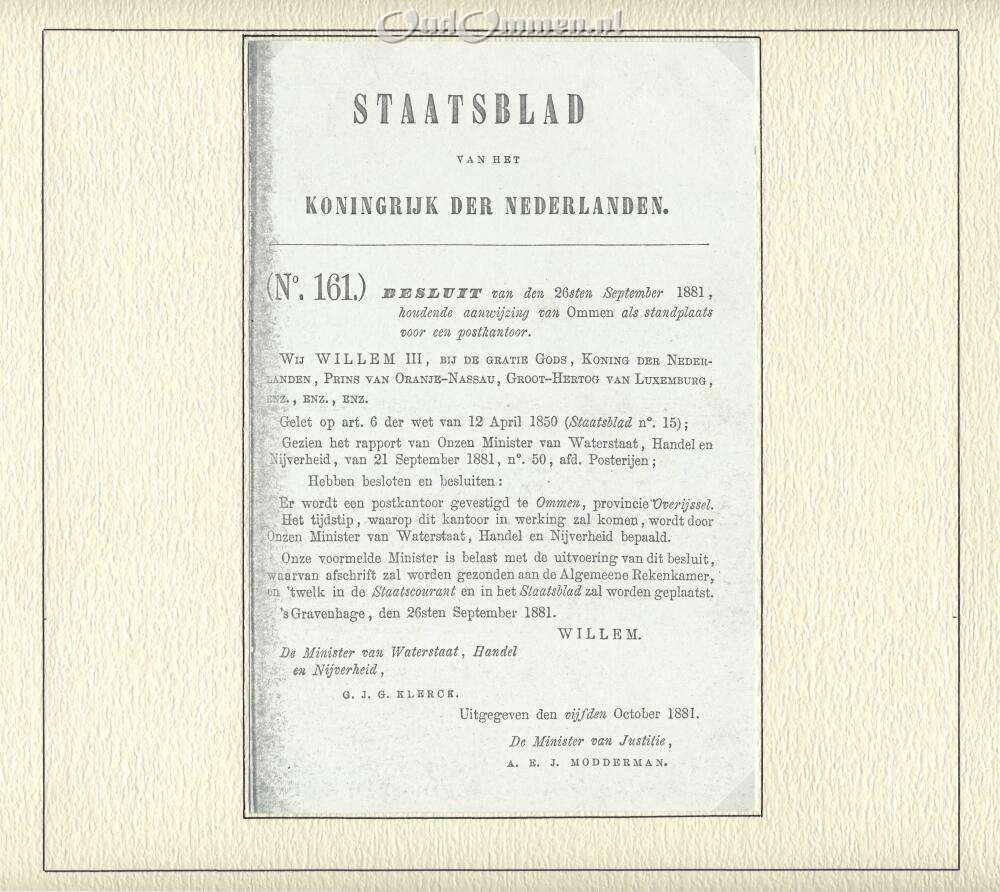 OudOmmen.nl
STAATSBLAD
VAN HET
KONINGRIJK DER NEDERLANDEN.
(No. 161.) BESLUIT van den 26sten September 1881,
houdende aanwijzing van Ommen als standplaats
voor een postkantoor.
WIJ WILLEM III, BIJ DE GRATIE GODS, KONING DER NEDER-
LANDEN, PRINS VAN ORANJE-NASSAU, GROOT-HERTOG VAN LUXEMBURG,
ENZ., ENZ., ENZ.
Gelet op art. 6 der wet van 12 April 1850 (Staatsblad no. 15);
Gezien het rapport van Onzen Minister van Waterstaat, Handel en
Nijverheid, van 21 September 1881, no. 50, afd. Posterijen;
Hebben besloten en besluiten:
Er wordt een postkantoor gevestigd te Ommen, provincie Overijssel.
Het tijdstip, waarop dit kantoor in werking zal komen, wordt door
Onzen Minister van Waterstaat, Handel en Nijverheid bepaald.
Onze voormelde Minister is belast met de uitvoering van dit besluit,
waarvan afschrift zal worden gezonden aan de Algemeene Rekenkamer,
en 'twelk in de Staatscourant en in het Staatsblad zal worden geplaatst.
's Gravenhage, den 26sten September 1881.
WILLEM.
De Minister van Waterstaat, Handel
en Nijverheid,
G. J. G. KLERCK.
Uitgegeven den vijfden October 1881.
De Minister van Justitie,
A. E. J. MODDERMAN.